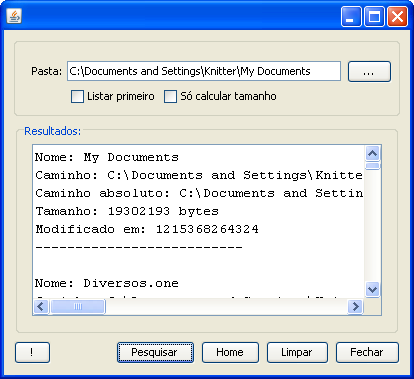 Pasta: C:\Documents and Settings\Knitter\My Documents ...
Listar primeiro Só calcular tamanho
Resultados:
Nome: My Documents
Caminho: C:\Documents and Settings\Knitte
Caminho absoluto: C:\Documents and Settin
Tamanho: 19302193 bytes
Modificado em: 1215368264324
--------------------------
Nome: Diversos.one
! Pesquisar Home Limpar Fechar